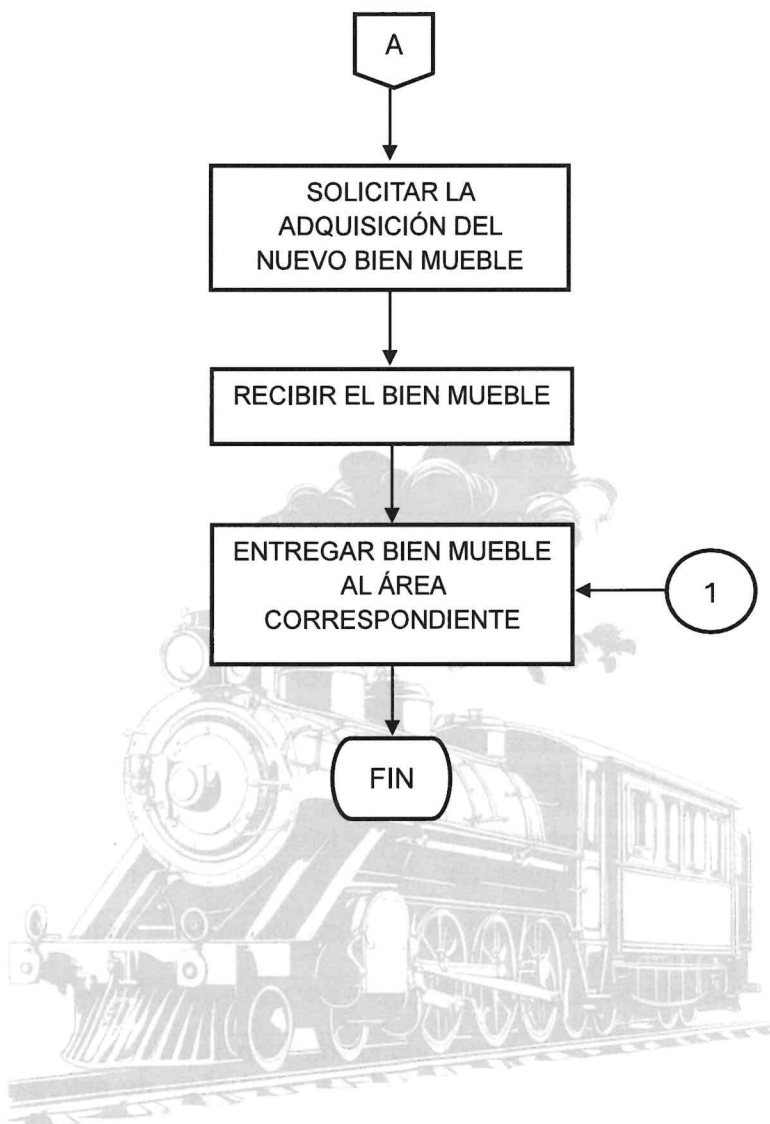 A
SOLICITAR LA
ADQUISICIÓN DEL
NUEVO BIEN MUEBLE
RECIBIR EL BIEN MUEBLE
ENTREGAR BIEN MUEBLE
AL ÁREA
CORRESPONDIENTE
1
FIN